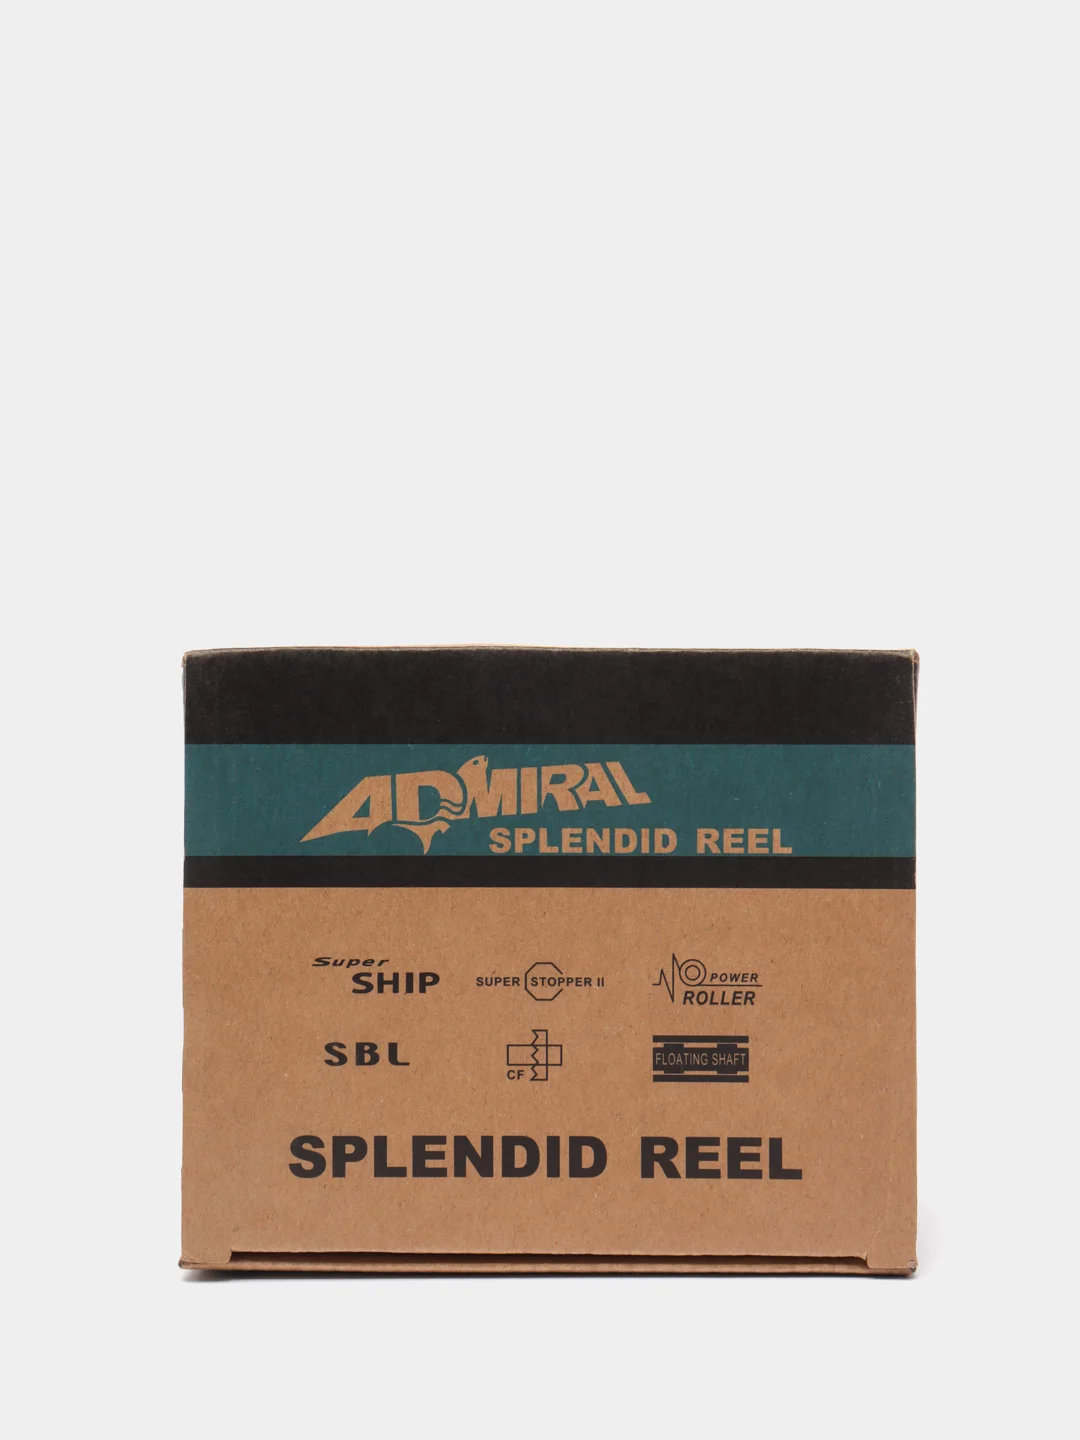 ADMIRAL
SPLENDID REEL
Super
SHIP
SUPER STOPPER II
POWER
ROLLER
SBL
CF
FLOATING SHAFT
SPLENDID REEL